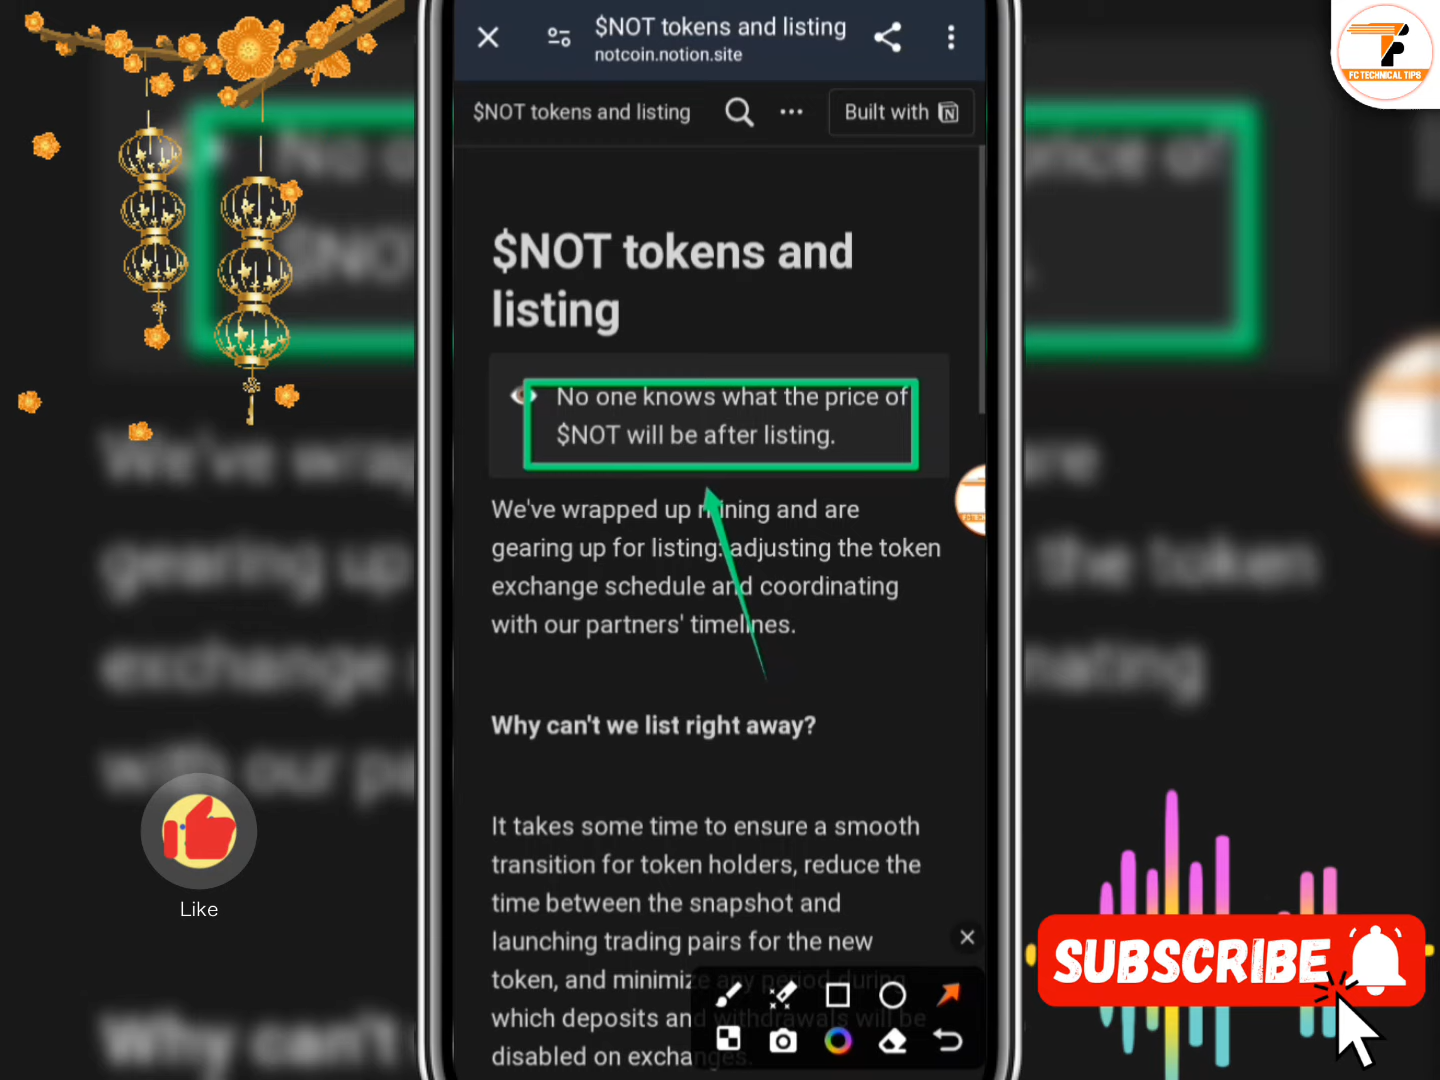 $NOT tokens and listing
notcoin.notion.site
FC TECHNICAL TIPS
$NOT tokens and listing
Built with
$NOT tokens and
listing
No one knows what the price of
$NOT will be after listing.
We've wrapped up mining and are
gearing up for listing: adjusting the token
exchange schedule and coordinating
with our partners' timelines.
Why can't we list right away?
It takes some time to ensure a smooth
transition for token holders, reduce the
time between the snapshot and
launching trading pairs for the new
token, and minimize any period during
which deposits and withdrawals will be
disabled on exchanges.
Like
SUBSCRIBE